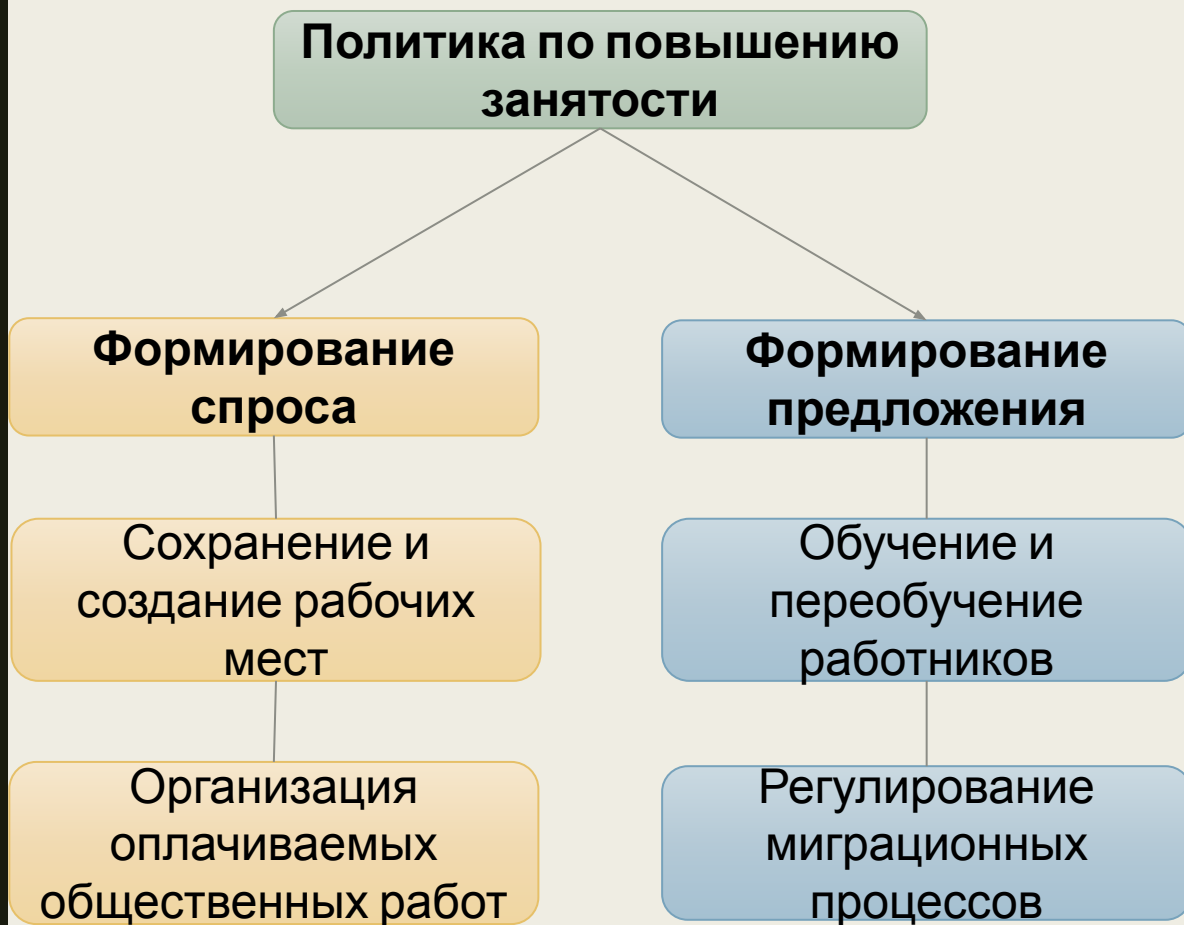 Политика по повышению
занятости
Формирование
спроса
Сохранение и
создание рабочих
мест
Организация
оплачиваемых
общественных работ
Формирование
предложения
Обучение и
переобучение
работников
Регулирование
миграционных
процессов